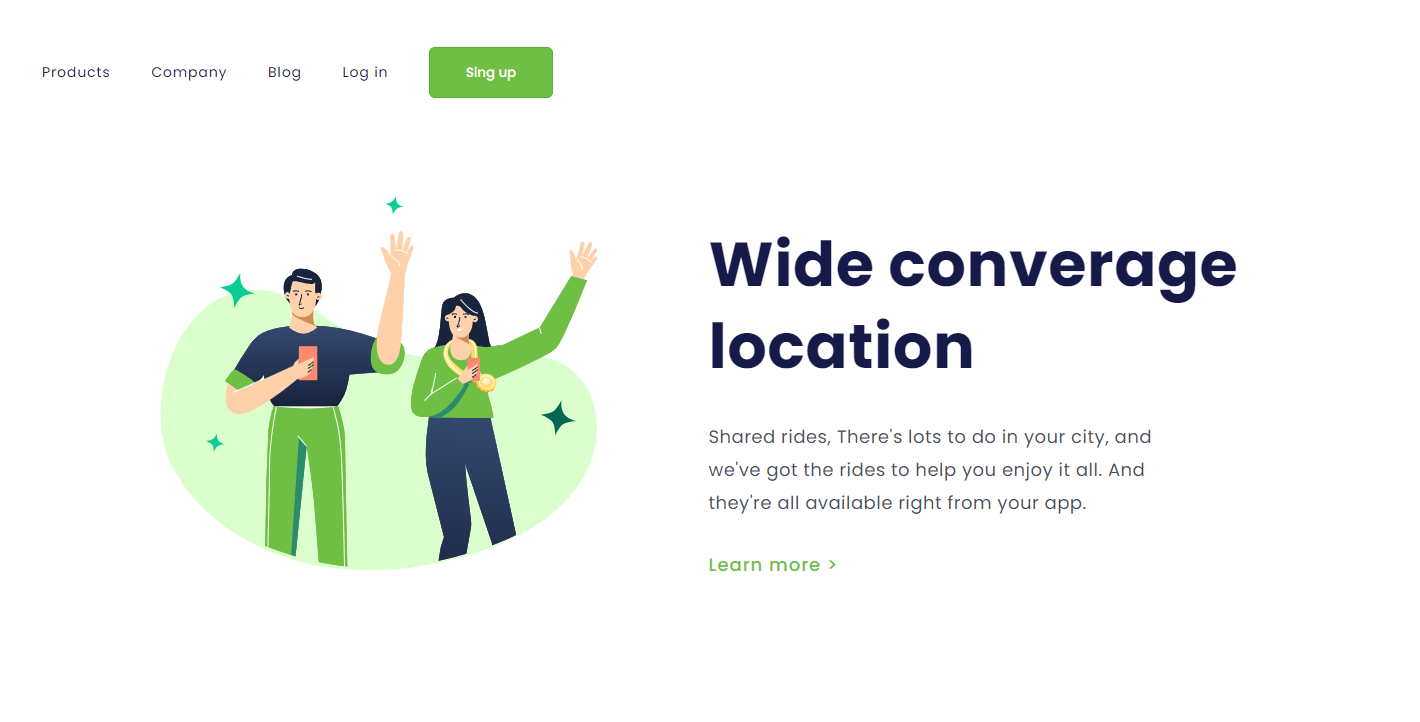 Products Company Blog Log in Sing up
Wide converage
location
Shared rides, There's lots to do in your city, and
we've got the rides to help you enjoy it all. And
they're all available right from your app.
Learn more >